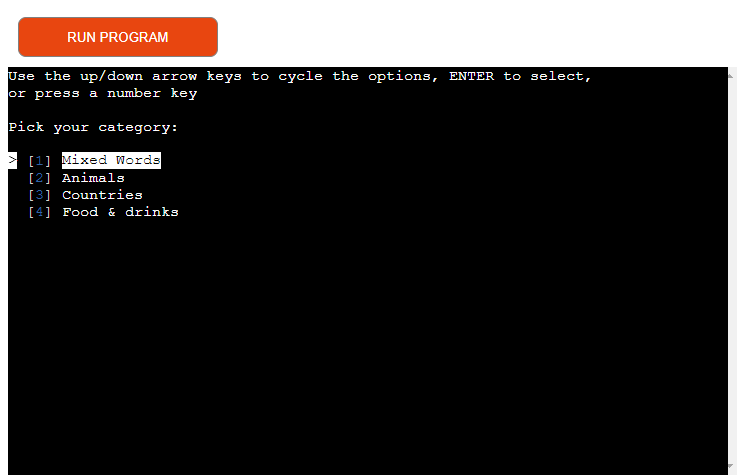 RUN PROGRAM
Use the up/down arrow keys to cycle the options, ENTER to select,
or press a number key
Pick your category:
> [1] Mixed Words
[2] Animals
[3] Countries
[4] Food & drinks